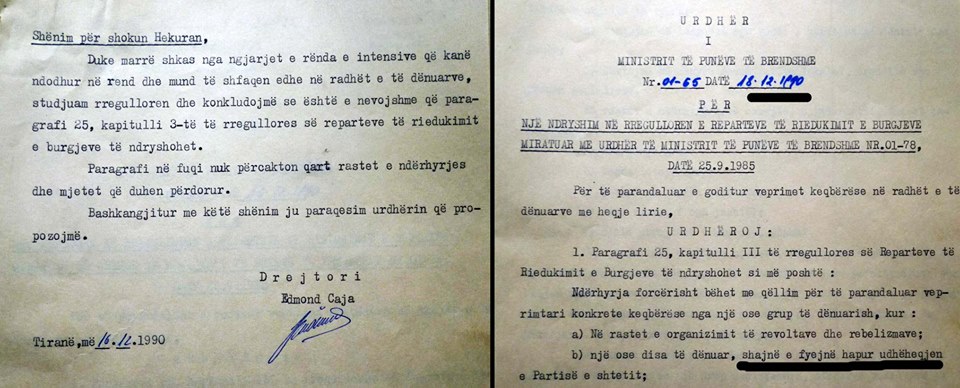 Shënim për shokun Hekuran,
Duke marrë shkas nga ngjarjet e rënda e intensive që kanë
ndodhur në rend dhe mund të shfaqen edhe në radhët e të dënuarve,
studjuam rregulloren dhe konkludojmë se është e nevojshme që para-
grafi 25, kapitulli 3-të të rregullores së reparteve të riedukimit
e burgjeve të ndryshohet.
Paragrafi në fuqi nuk përcakton qart rastet e ndërhyrjes
dhe mjetet që duhen përdorur.
Bashkangjitur me këtë shënim ju paraqesim urdhërin që pro-
pozojmë.
Drejtori
Edmond Caja
Tiranë,më 16.12.1990
URDHER
I
MINISTRIT TË PUNËVE TË BRENDSHME
Nr. 01-65 DATË 18.12.1990
PËR
NJË NDRYSHIM NË RREGULLOREN E REPARTEVE TË RIEDUKIMIT E BURGJEVE
MIRATUAR ME URDHËR TË MINISTRIT TË PUNËVE TË BRENDSHME NR.01-78,
DATË 25.9.1985
Për të parandaluar e goditur veprimet keqbërëse në radhët e të
dënuarve me heqje lirie,
URDHËROJ:
1. Paragrafi 25, kapitulli III të rregullores së Reparteve të
Riedukimit e Burgjeve të ndryshohet si më poshtë :
Ndërhyrja forcërisht bëhet me qëllim për të parandaluar vep-
rimtari konkrete keqbërëse nga një ose grup të dënuarish, kur :
a) Në rastet e organizimit të revoltave dhe rebelizmave;
b) një ose disa të dënuar, shajnë e fyejnë hapur udhëheqjen
e Partisë e shtetit;